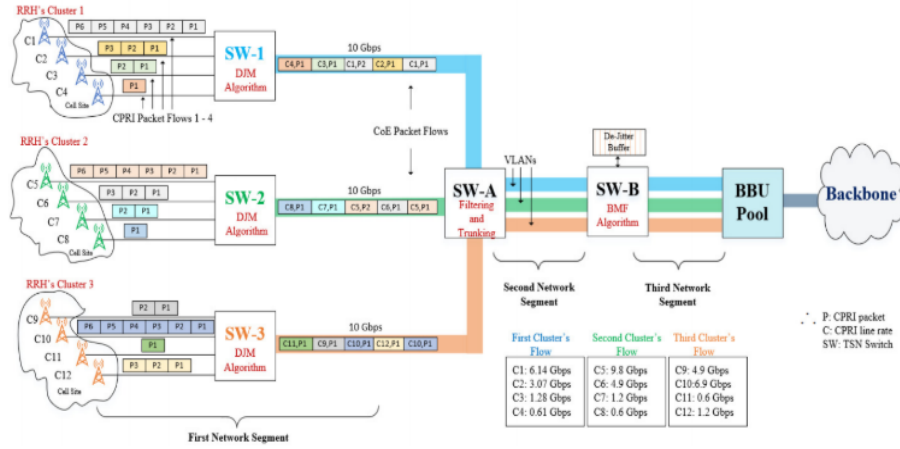 RRH's Cluster 1
P6 P5 P4 P3 P2 P1
C1
P3 P2 P1
C2
P2 P1
C3
P1
C4
Cell Site
CPRI Packet Flows 1 - 4
SW-1
DJM
Algorithm
10 Gbps
C4,P1 C3,P1 C1,P2 C2,P1 C1,P1
CoE Packet Flows
RRH's Cluster 2
P6 P5 P4 P3 P2 P1
C5
P3 P2 P1
C6
P2 P1
C7
P1
C8
Cell Site
SW-2
DJM
Algorithm
10 Gbps
C8,P1 C7,P1 C5,P2 C6,P1 C5,P1
SW-A
Filtering
and
Trunking
VLANs
De-Jitter
Buffer
SW-B
BMF
Algorithm
BBU
Pool
Backbone
RRH's Cluster 3
P2 P1
C9
P6 P5 P4 P3 P2 P1
C10
P1
C11
P3 P2 P1
C12
Cell Site
SW-3
DJM
Algorithm
10 Gbps
C11,P1 C9,P1 C10,P1 C12,P1 C10,P1
First Network Segment
Second Network
Segment
Third Network
Segment
∴ P: CPRI packet
C: CPRI line rate
SW: TSN Switch
First Cluster's
Flow
C1: 6.14 Gbps
C2: 3.07 Gbps
C3: 1.28 Gbps
C4: 0.61 Gbps
Second Cluster's
Flow
C5: 9.8 Gbps
C6: 4.9 Gbps
C7: 1.2 Gbps
C8: 0.6 Gbps
Third Cluster's
Flow
C9: 4.9 Gbps
C10:6.9 Gbps
C11: 0.6 Gbps
C12: 1.2 Gbps